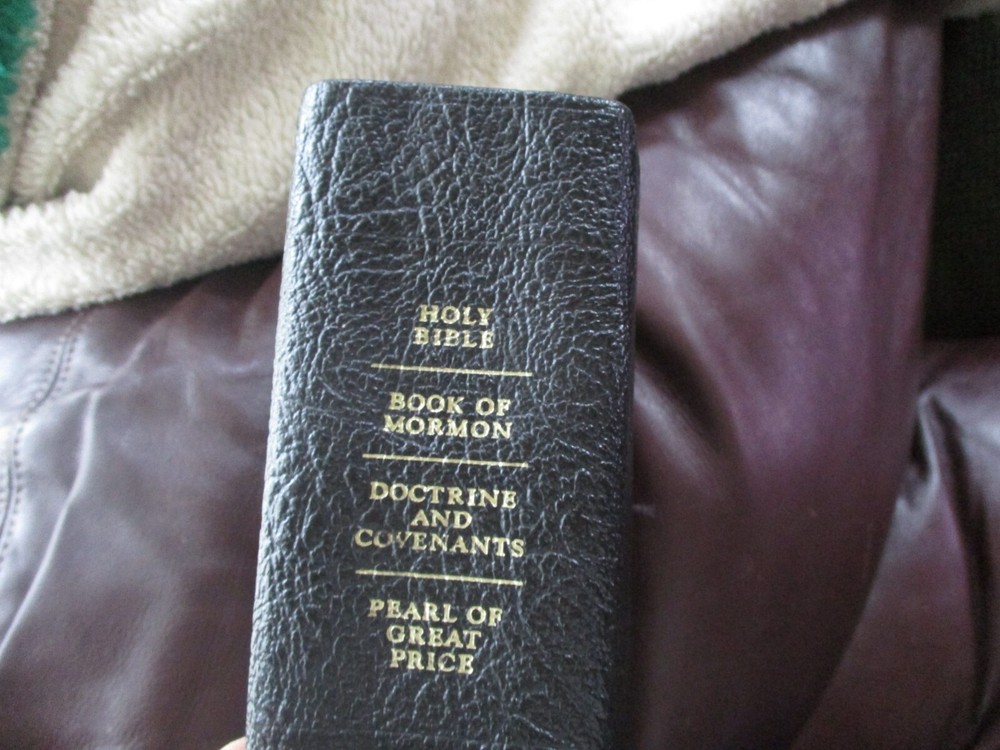 HOLY
BIBLE
BOOK OF
MORMON
DOCTRINE
AND
COVENANTS
PEARL OF
GREAT
PRICE